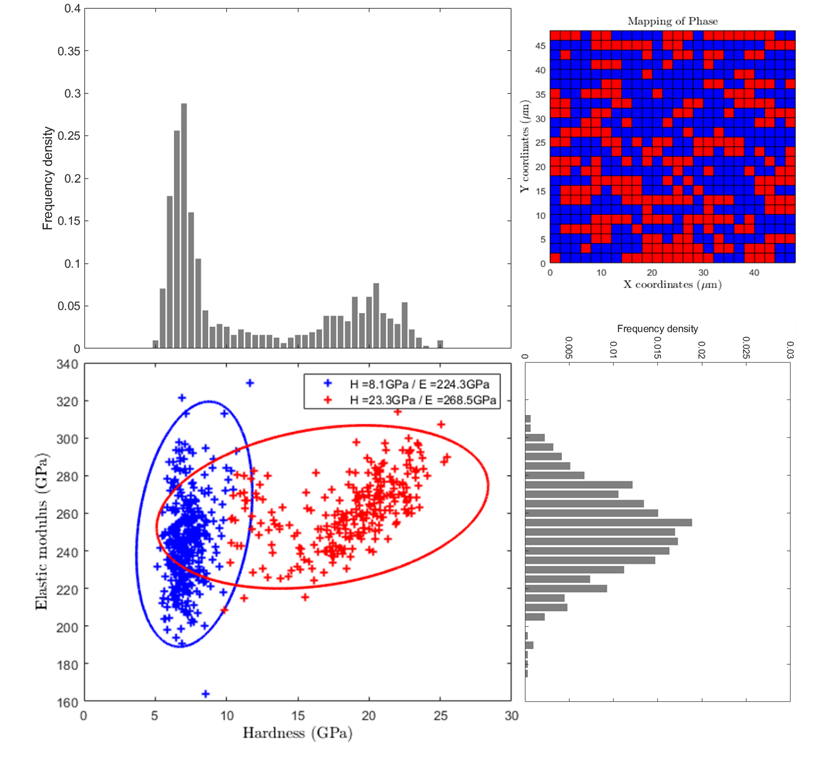 0.4
0.35
0.3
0.25
0.2
0.15
0.1
0.05
0
Frequency density
Mapping of Phase
45
40
35
30
25
20
15
10
5
0
Y coordinates (μm)
0 10 20 30 40
X coordinates (μm)
340
320
300
280
260
240
220
200
180
160
Elastic modulus (GPa)
H =8.1GPa / E =224.3GPa
H =23.3GPa / E =268.5GPa
0 5 10 15 20 25 30
Hardness (GPa)
Frequency density
0 0.005 0.01 0.015 0.02 0.025 0.03